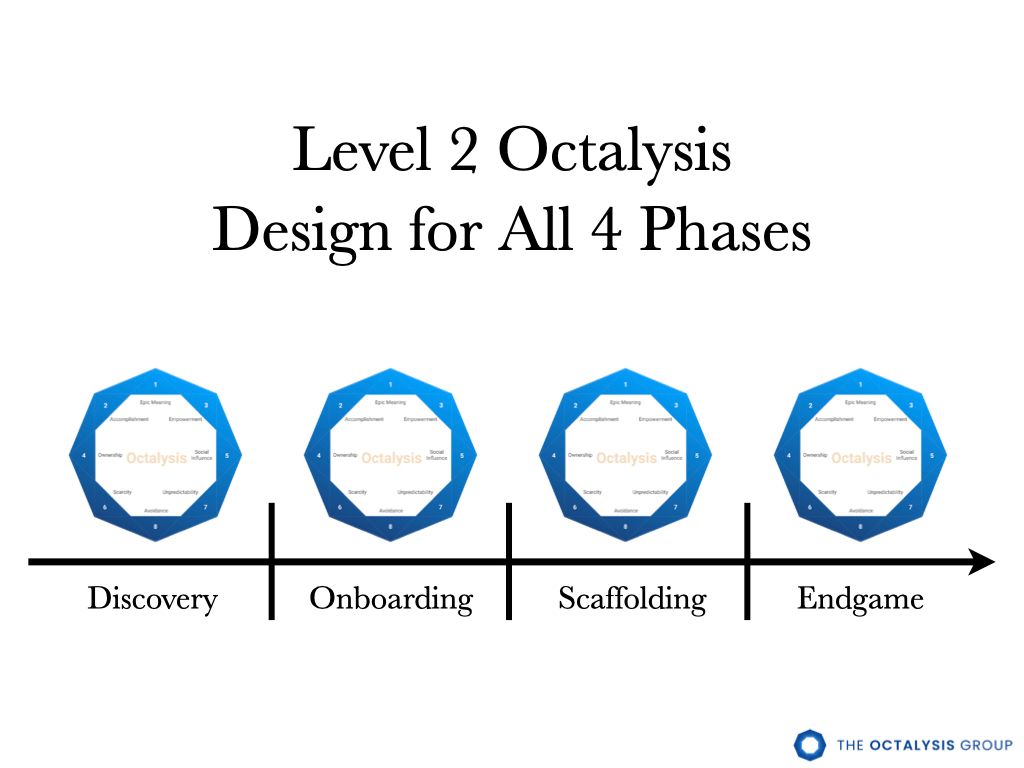 Level 2 Octalysis
Design for All 4 Phases
1
2
3
Epic Meaning
Accomplishment
Empowerment
4
Ownership
Octalysis
Social
Influence
5
Scarcity
Unpredictability
6
7
Avoidance
8
1
2
3
Epic Meaning
Accomplishment
Empowerment
4
Ownership
Octalysis
Social
Influence
5
Scarcity
Unpredictability
6
7
Avoidance
8
1
2
3
Epic Meaning
Accomplishment
Empowerment
4
Ownership
Octalysis
Social
Influence
5
Scarcity
Unpredictability
6
7
Avoidance
8
1
2
3
Epic Meaning
Accomplishment
Empowerment
4
Ownership
Octalysis
Social
Influence
5
Scarcity
Unpredictability
6
7
Avoidance
8
Discovery
Onboarding
Scaffolding
Endgame
THE OCTALYSIS GROUP